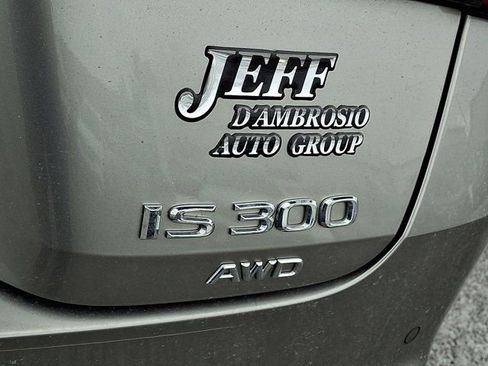 JEFF
D'AMBROSIO
AUTO GROUP
IS 300
AWD